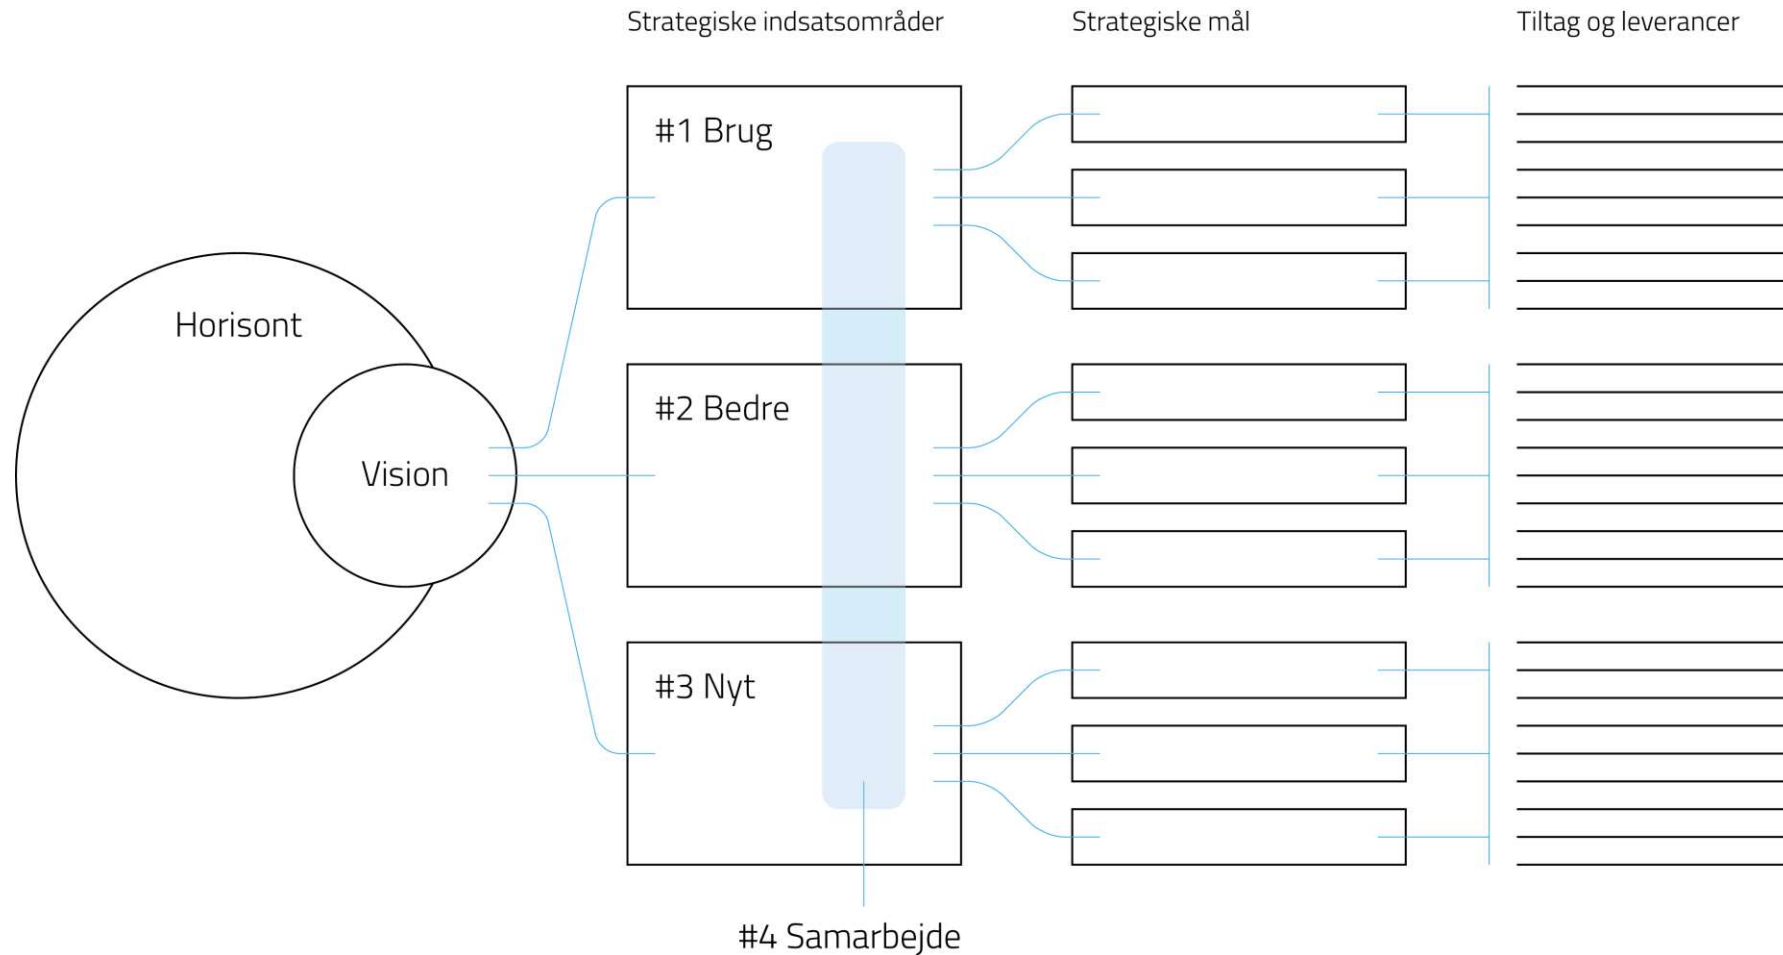 Strategiske indsatsområder
Strategiske mål
Tiltag og leverancer
#1 Brug
Horisont
#2 Bedre
Vision
#3 Nyt
#4 Samarbejde